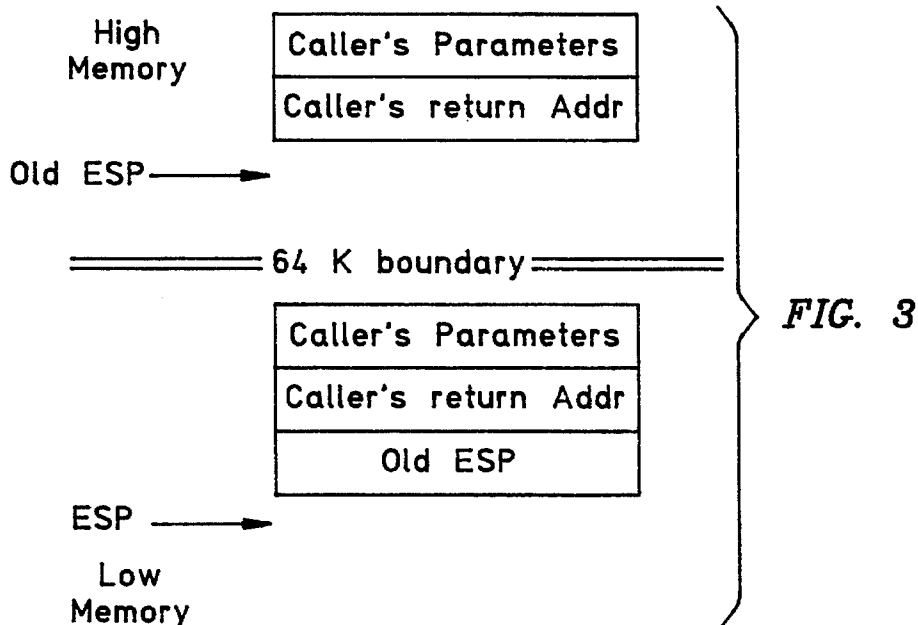 High
Memory
Caller's Parameters
Caller's return Addr
Old ESP
64 K boundary
Caller's Parameters
Caller's return Addr
Old ESP
ESP
Low
Memory
FIG. 3